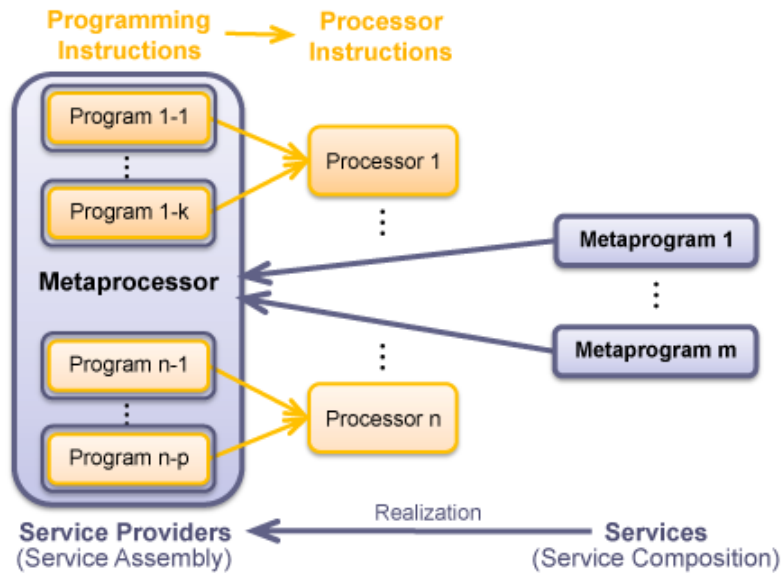 Programming
Instructions
Processor
Instructions
Program 1-1
Program 1-k
Metaprocessor
Program n-1
Program n-p
Processor 1
Processor n
Metaprogram 1
Metaprogram m
Realization
Service Providers
(Service Assembly)
Services
(Service Composition)